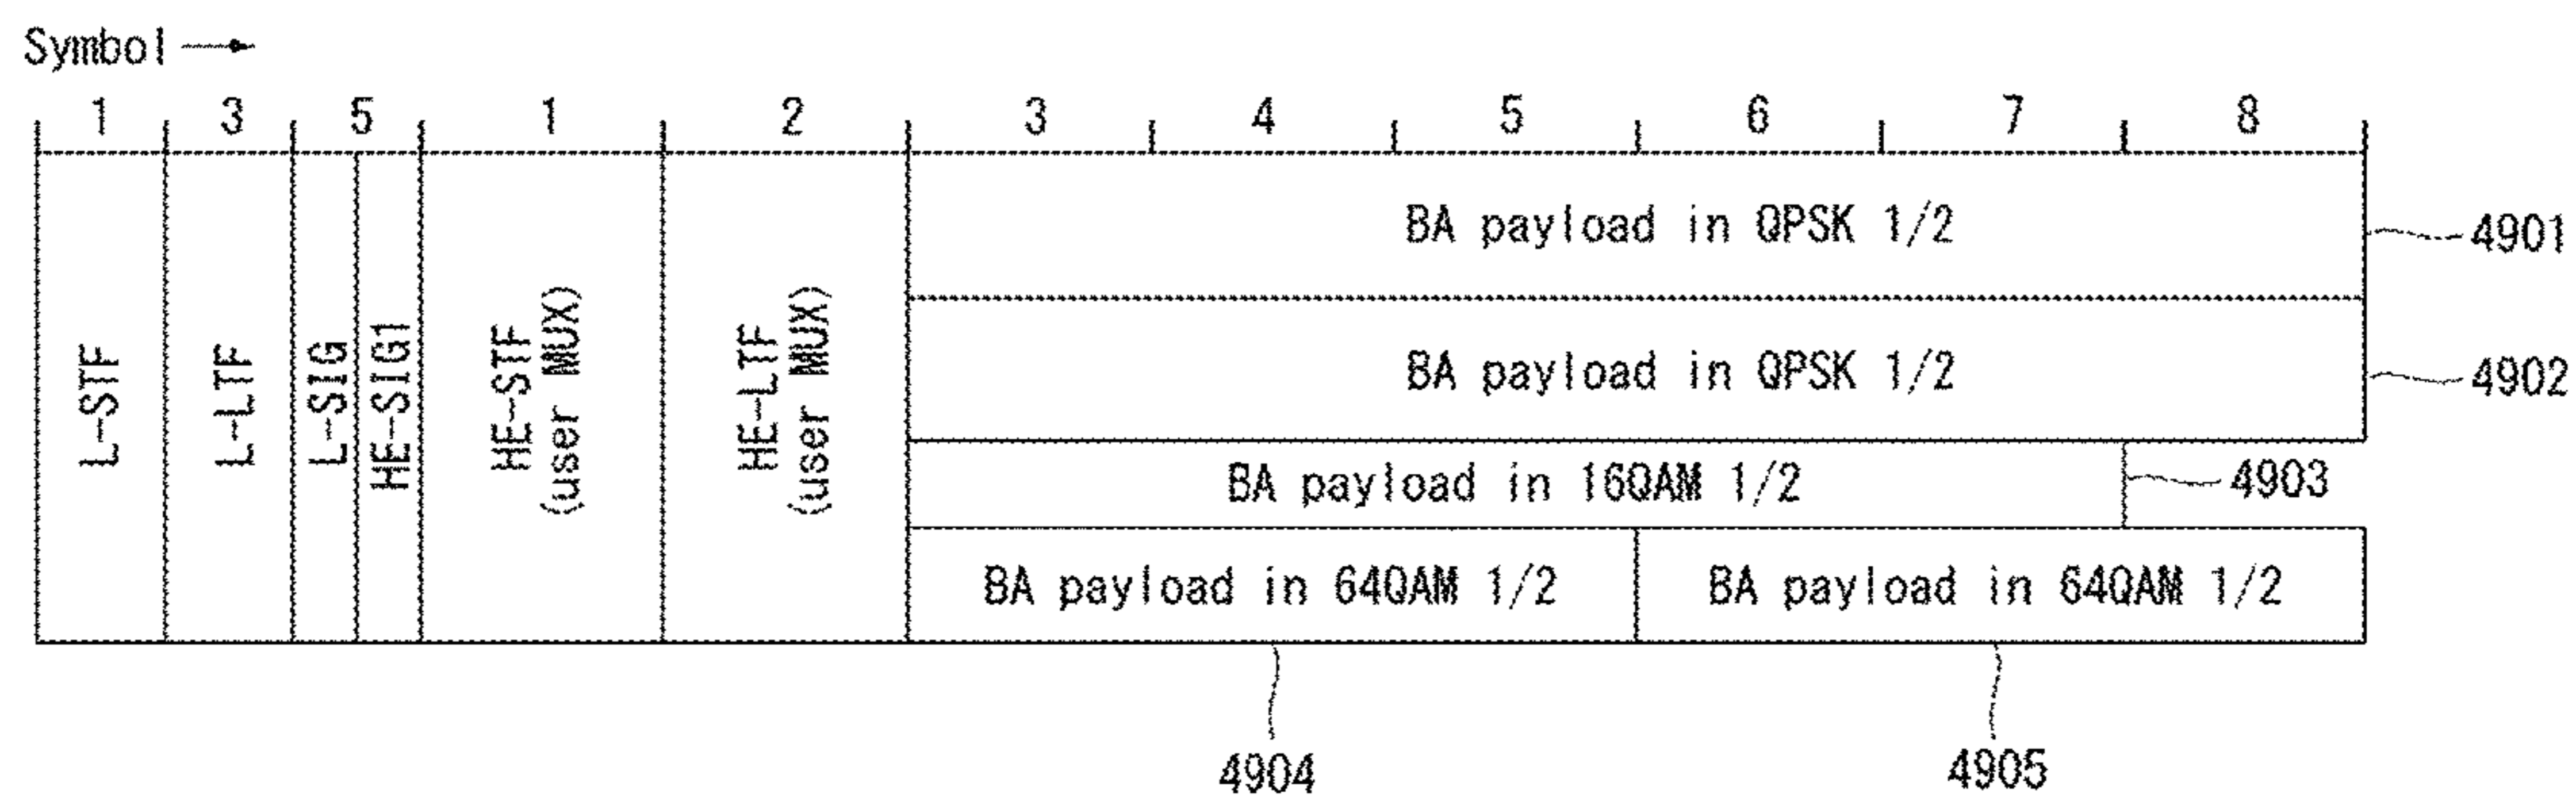 Symbol
1 3 5 1 2 3 4 5 6 7 8
L-STF
L-LTF
L-SIG
HE-SIG1
HE-STF
(user MUX)
HE-LTF
(user MUX)
BA payload in QPSK 1/2
4901
BA payload in QPSK 1/2
4902
BA payload in 16QAM 1/2
4903
BA payload in 64QAM 1/2
BA payload in 64QAM 1/2
4904
4905